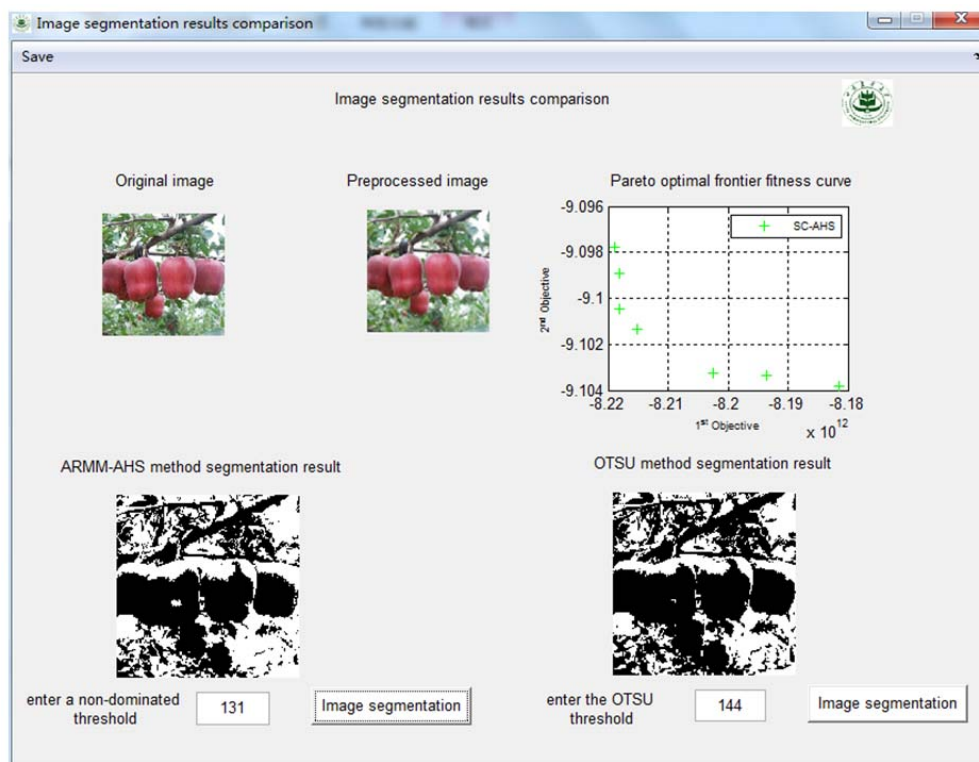 Image segmentation results comparison
Save
Image segmentation results comparison
Original image
Preprocessed image
Pareto optimal frontier fitness curve
-9.096
-9.098
-9.1
-9.102
-9.104
2nd Objective
SC-AHS
-8.22 -8.21 -8.2 -8.19 -8.18
1st Objective
x 10^12
ARMM-AHS method segmentation result
OTSU method segmentation result
enter a non-dominated
threshold
131
Image segmentation
enter the OTSU
threshold
144
Image segmentation